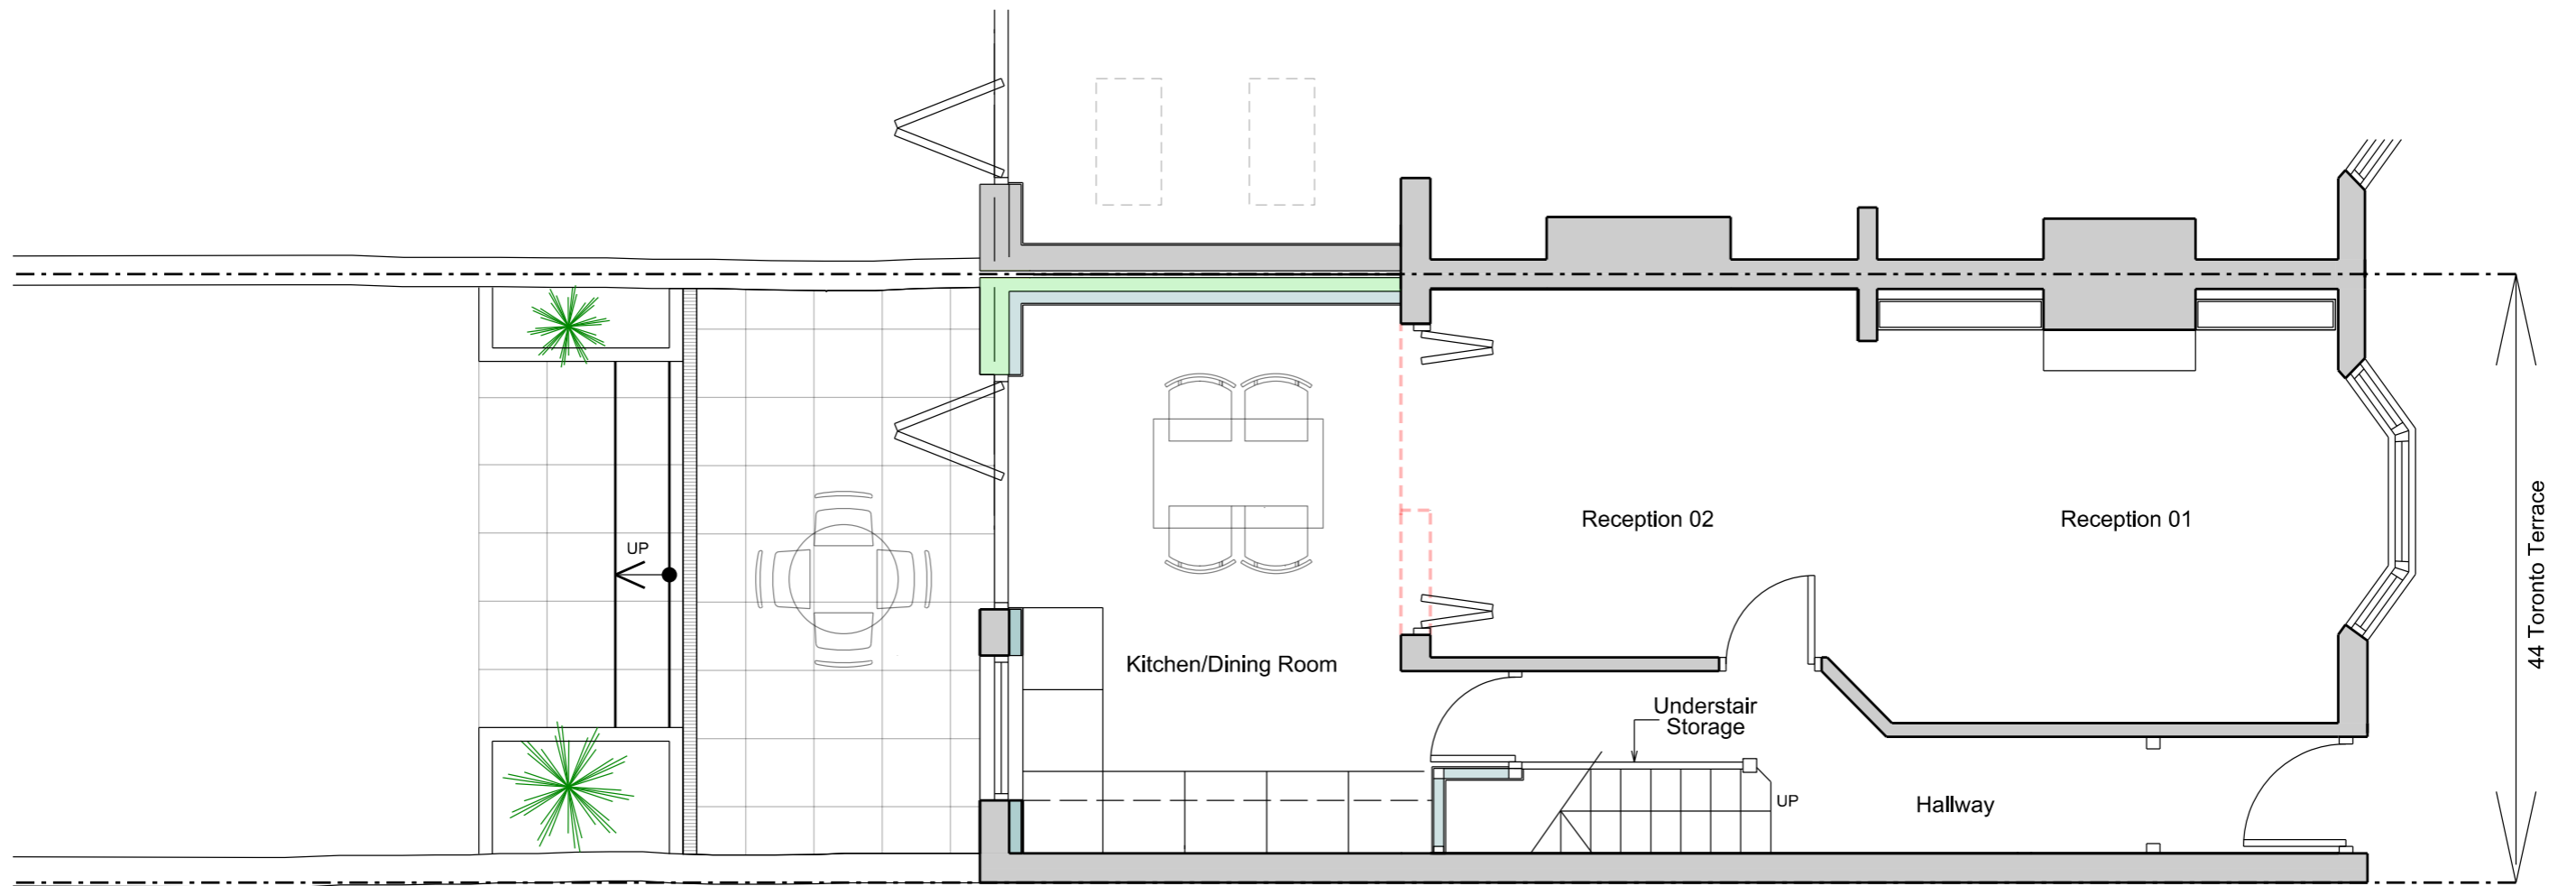 UP
Kitchen/Dining Room
Reception 02
Reception 01
Understair
Storage
UP
Hallway
44 Toronto Terrace